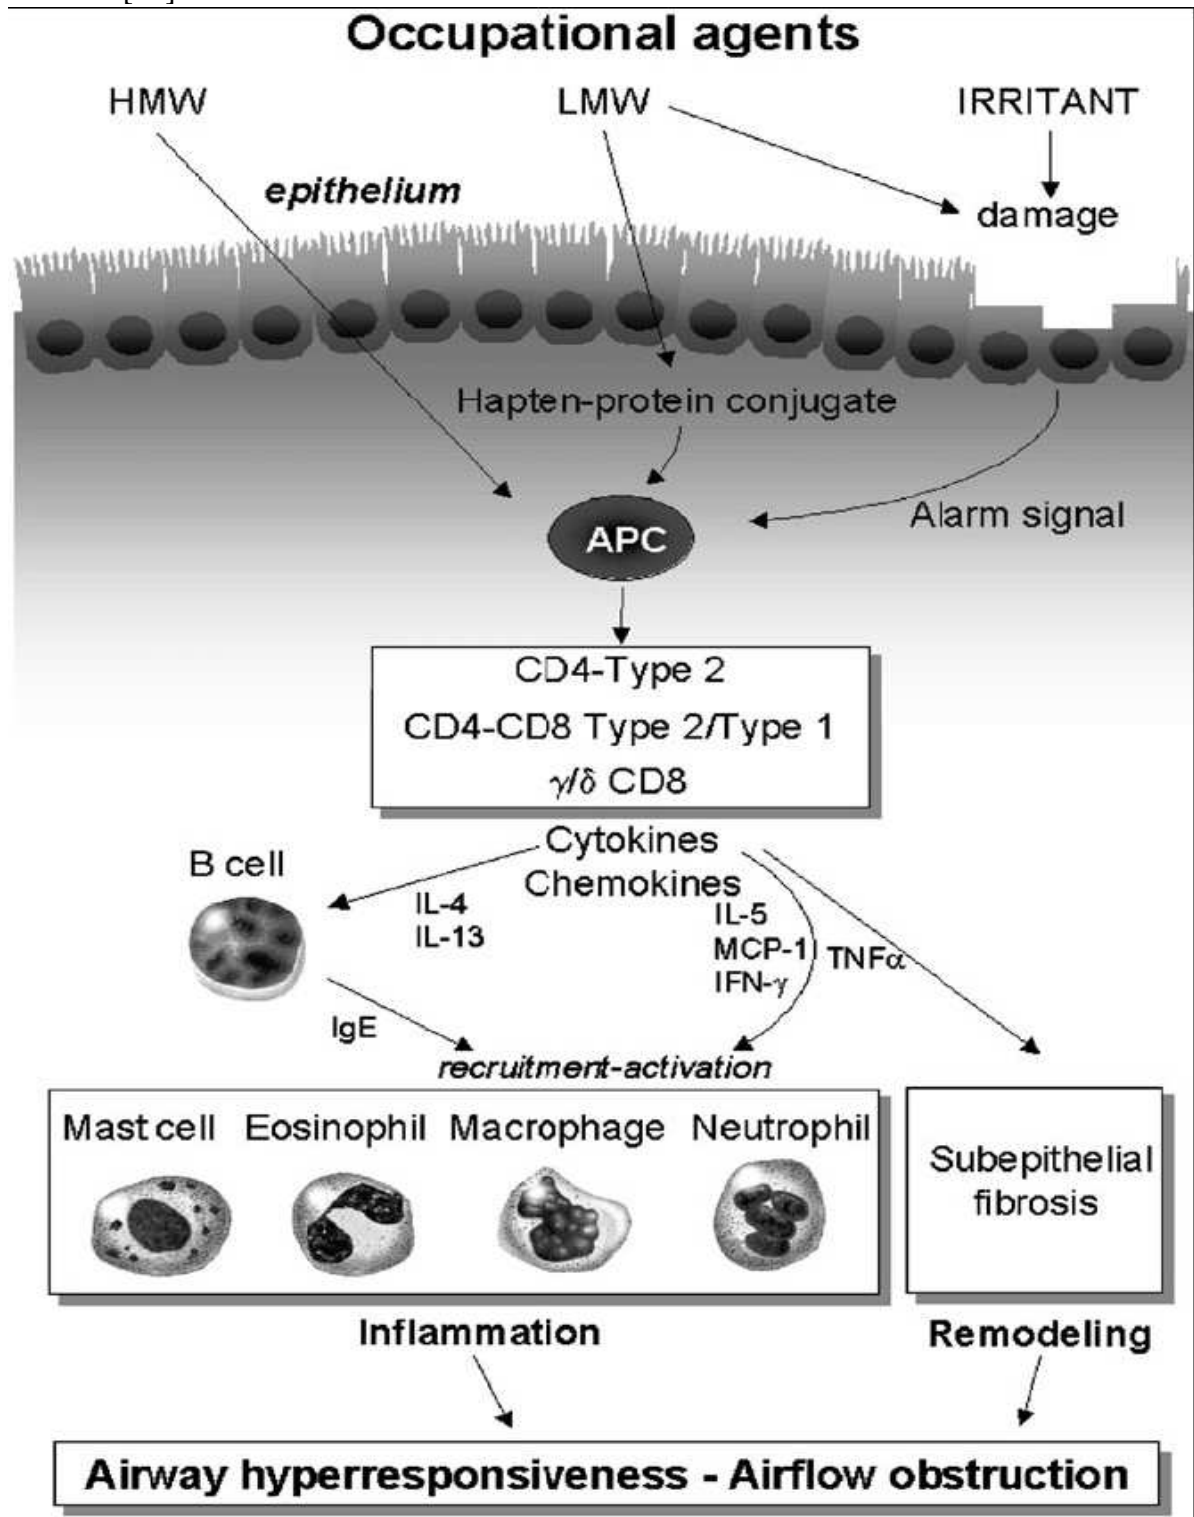 Occupational agents
HMW
LMW
IRRITANT
epithelium
damage
Hapten-protein conjugate
Alarm signal
APC
CD4-Type 2
CD4-CD8 Type 2/Type 1
γ/δ CD8
Cytokines
Chemokines
B cell
IL-4
IL-13
IL-5
MCP-1
IFN-γ
TNFα
IgE
recruitment-activation
Mast cell
Eosinophil
Macrophage
Neutrophil
Subepithelial
fibrosis
Inflammation
Remodeling
Airway hyperresponsiveness - Airflow obstruction